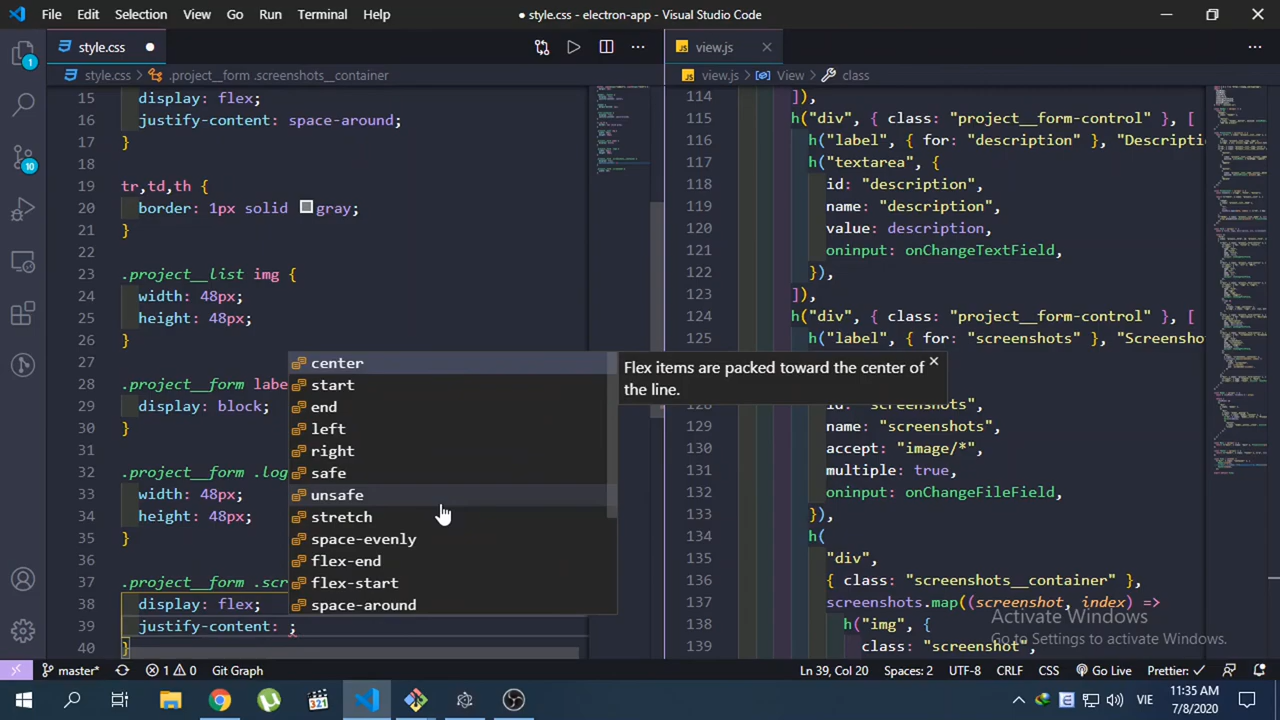 File Edit Selection View Go Run Terminal Help
● style.css - electron-app - Visual Studio Code
style.css ●
style.css > .project__form .screenshots__container
15 display: flex;
16 justify-content: space-around;
17 }
18
19 tr,td,th {
20 border: 1px solid gray;
21 }
22
23 .project__list img {
24 width: 48px;
25 height: 48px;
26 }
27
28 .project__form labe
29 display: block;
30 }
31
32 .project__form .log
33 width: 48px;
34 height: 48px;
35 }
36
37 .project__form .scr
38 display: flex;
39 justify-content: ;
40 }
center
start
end
left
right
safe
unsafe
stretch
space-evenly
flex-end
flex-start
space-around
Flex items are packed toward the center of
the line.
JS view.js
JS view.js > View > class
114 ]),
115 h("div", { class: "project__form-control" }, [
116 h("label", { for: "description" }, "Descripti
117 h("textarea", {
118 id: "description",
119 name: "description",
120 value: description,
121 oninput: onChangeTextField,
122 }),
123 ]),
124 h("div", { class: "project__form-control" }, [
125 h("label", { for: "screenshots" }, "Screensho
id: "screenshots",
129 name: "screenshots",
130 accept: "image/*",
131 multiple: true,
132 oninput: onChangeFileField,
133 }),
134 h(
135 "div",
136 { class: "screenshots__container" },
137 screenshots.map((screenshot, index) =>
138 h("img", {
139 class: "screenshot",
Activate Windows
Go to Settings to activate Windows.
1
10
master* 1 0 Git Graph
Ln 39, Col 20 Spaces: 2 UTF-8 CRLF CSS Go Live Prettier: ✓
321
VIE
11:35 AM
7/8/2020